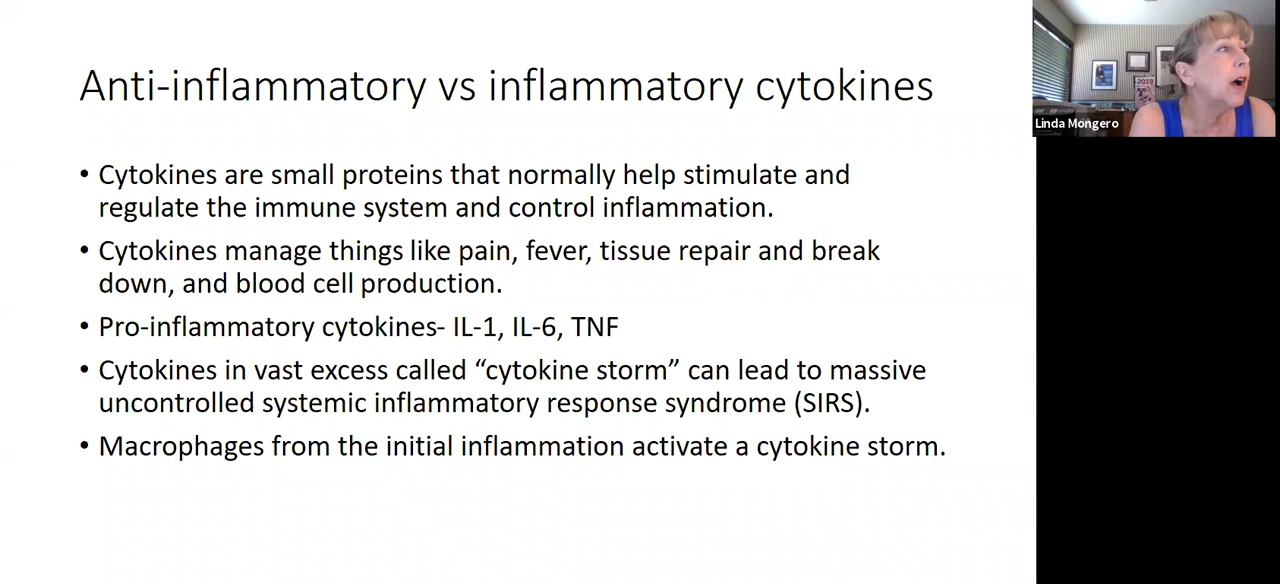 Anti-inflammatory vs inflammatory cytokines
• Cytokines are small proteins that normally help stimulate and
regulate the immune system and control inflammation.
• Cytokines manage things like pain, fever, tissue repair and break
down, and blood cell production.
• Pro-inflammatory cytokines- IL-1, IL-6, TNF
• Cytokines in vast excess called “cytokine storm” can lead to massive
uncontrolled systemic inflammatory response syndrome (SIRS).
• Macrophages from the initial inflammation activate a cytokine storm.
2019
Linda Mongero